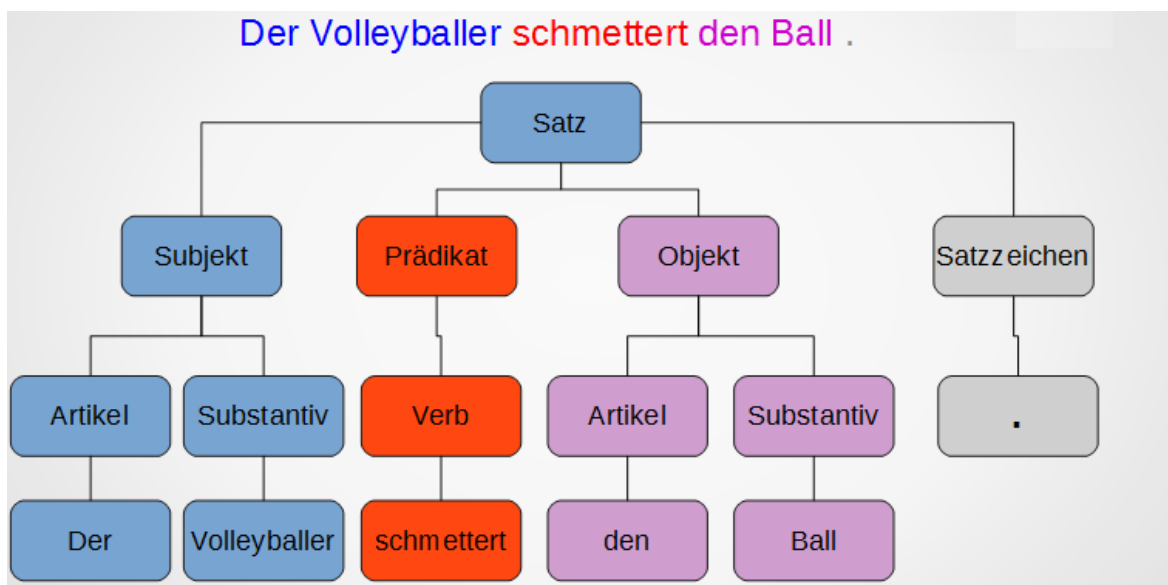 Der Volleyballer schmettert den Ball .
Satz
Subjekt Prädikat Objekt Satzzeichen
Artikel Substantiv Verb Artikel Substantiv .
Der Volleyballer schmettert den Ball